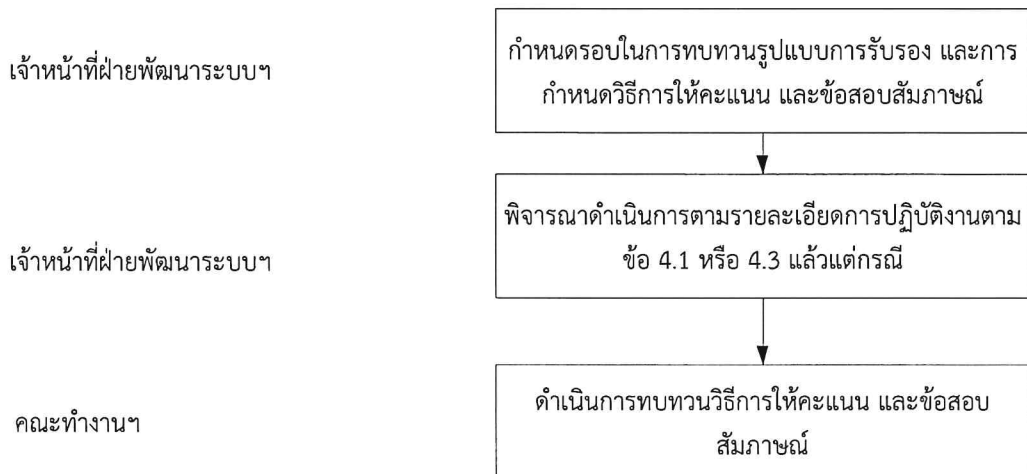 เจ้าหน้าที่ฝ่ายพัฒนาระบบฯ
กำหนดรอบในการทบทวนรูปแบบการรับรอง และการ
กำหนดวิธีการให้คะแนน และข้อสอบสัมภาษณ์
เจ้าหน้าที่ฝ่ายพัฒนาระบบฯ
พิจารณาดำเนินการตามรายละเอียดการปฏิบัติงานตาม
ข้อ 4.1 หรือ 4.3 แล้วแต่กรณี
คณะทำงานฯ
ดำเนินการทบทวนวิธีการให้คะแนน และข้อสอบ
สัมภาษณ์